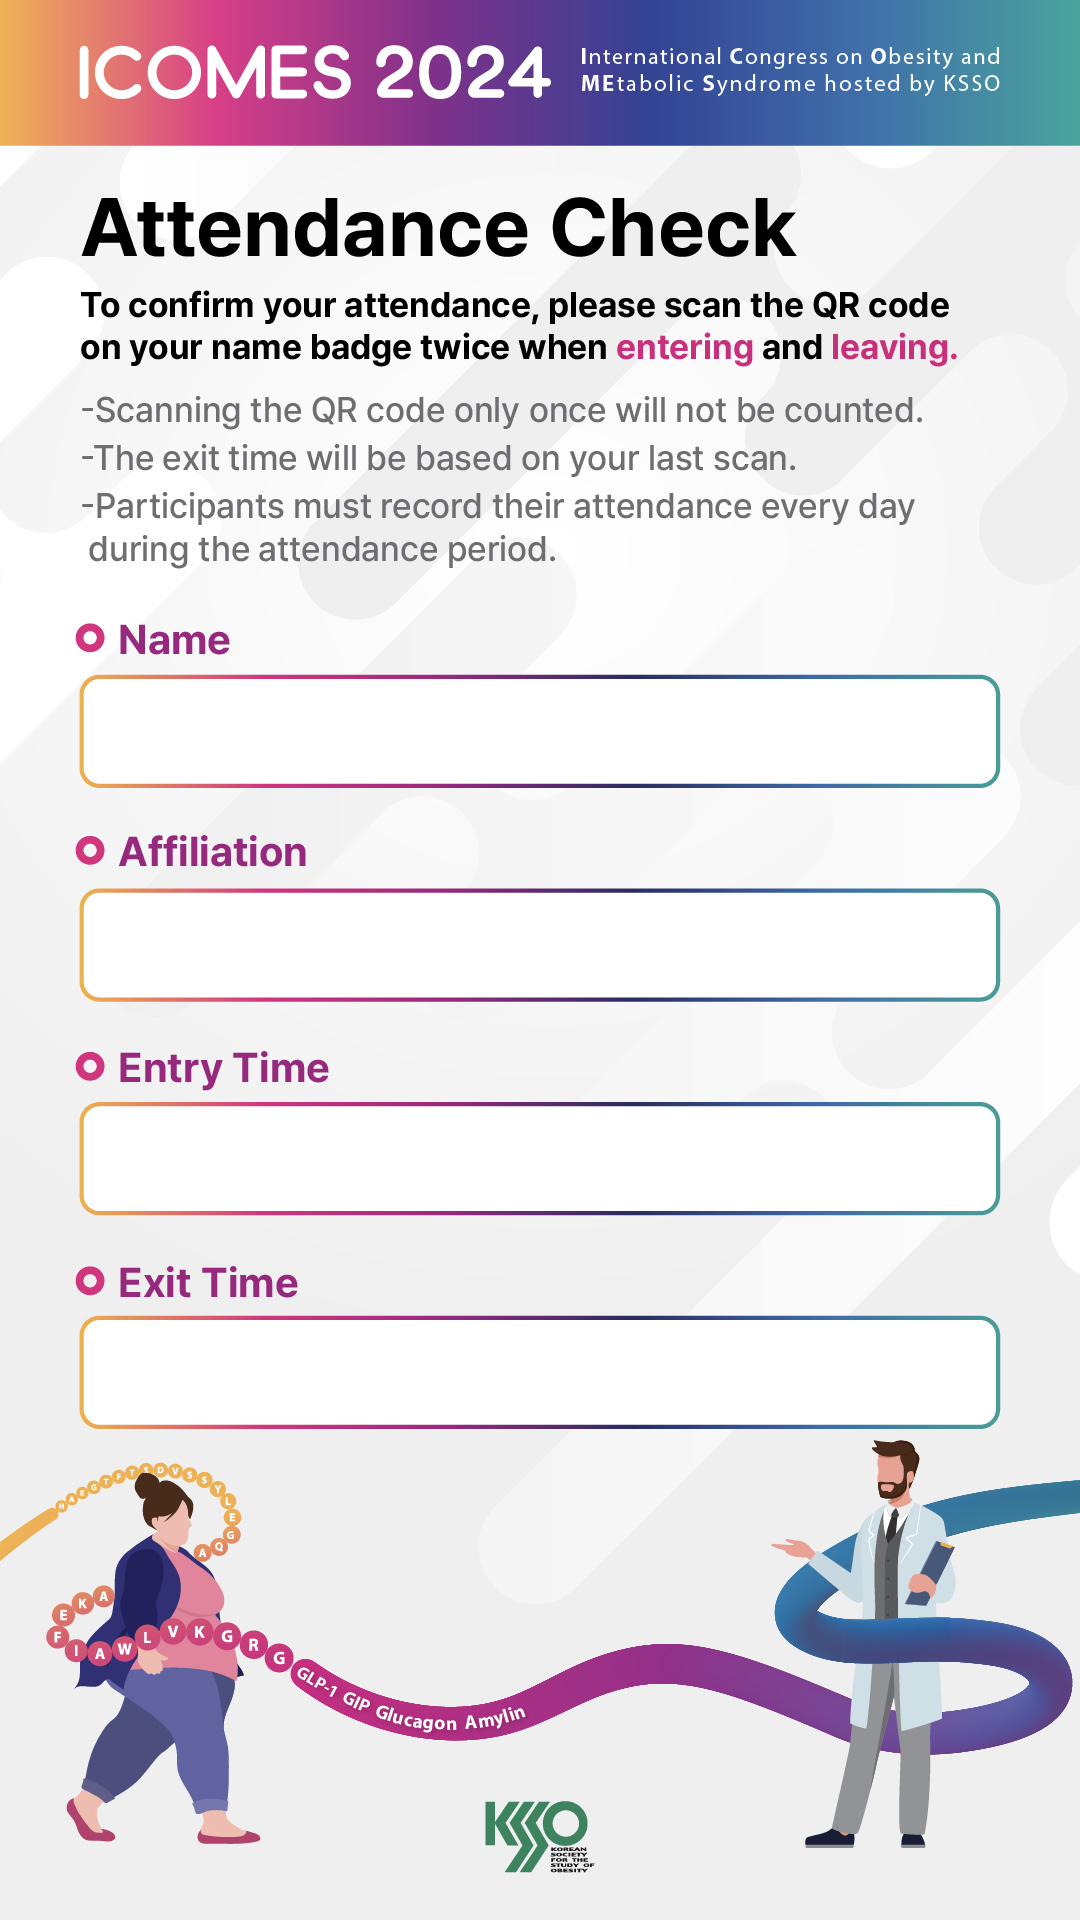 ICOMES 2024
International Congress on Obesity and
MEtabolic Syndrome hosted by KSSO
Attendance Check
To confirm your attendance, please scan the QR code
on your name badge twice when entering and leaving.
-Scanning the QR code only once will not be counted.
-The exit time will be based on your last scan.
-Participants must record their attendance every day
during the attendance period.
Name
Affiliation
Entry Time
Exit Time
HAEGTFTSDVSSYLEGQA
AKEFIAWLVKGRG
GLP-1 GIP Glucagon Amylin
KSSO
KOREAN
SOCIETY
FOR THE
STUDY OF
OBESITY